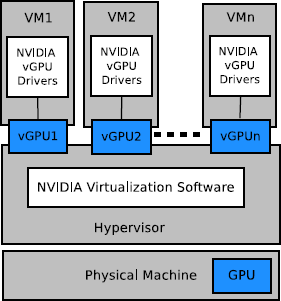 VM1
VM2
VMn
NVIDIA
vGPU
Drivers
NVIDIA
vGPU
Drivers
NVIDIA
vGPU
Drivers
vGPU1
vGPU2
vGPUn
NVIDIA Virtualization Software
Hypervisor
Physical Machine
GPU